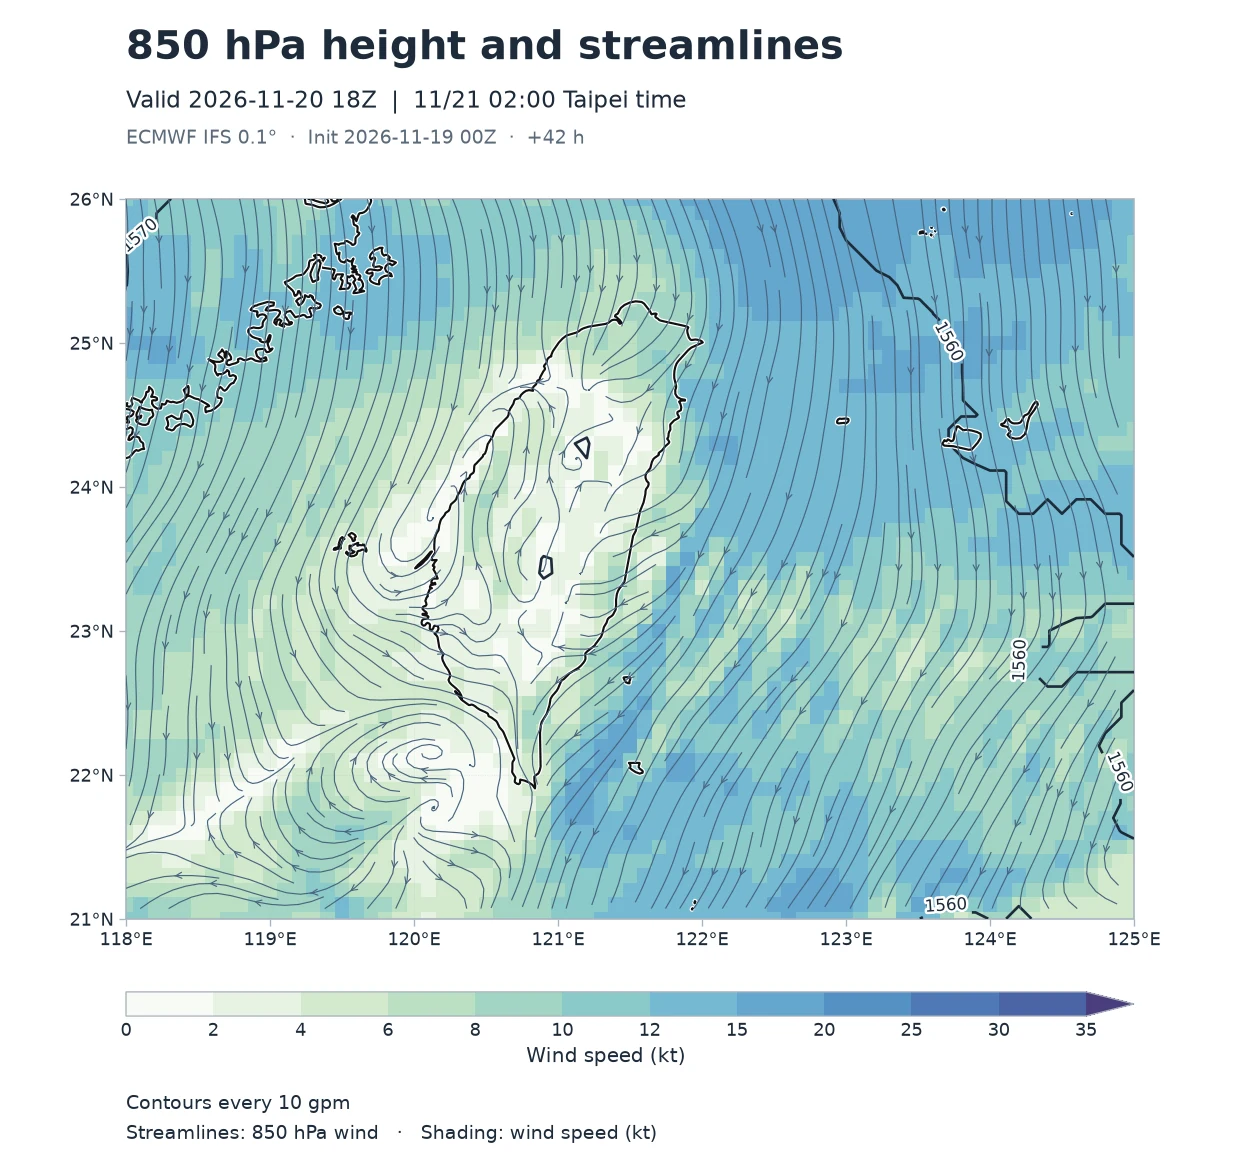 850 hPa height and streamlines
Valid 2026-11-20 18Z | 11/21 02:00 Taipei time
ECMWF IFS 0.1° · Init 2026-11-19 00Z · +42 h
26°N
1570
25°N
1560
24°N
23°N
1560
22°N
1560
1560
21°N
118°E 119°E 120°E 121°E 122°E 123°E 124°E 125°E
0 2 4 6 8 10 12 15 20 25 30 35
Wind speed (kt)
Contours every 10 gpm
Streamlines: 850 hPa wind · Shading: wind speed (kt)